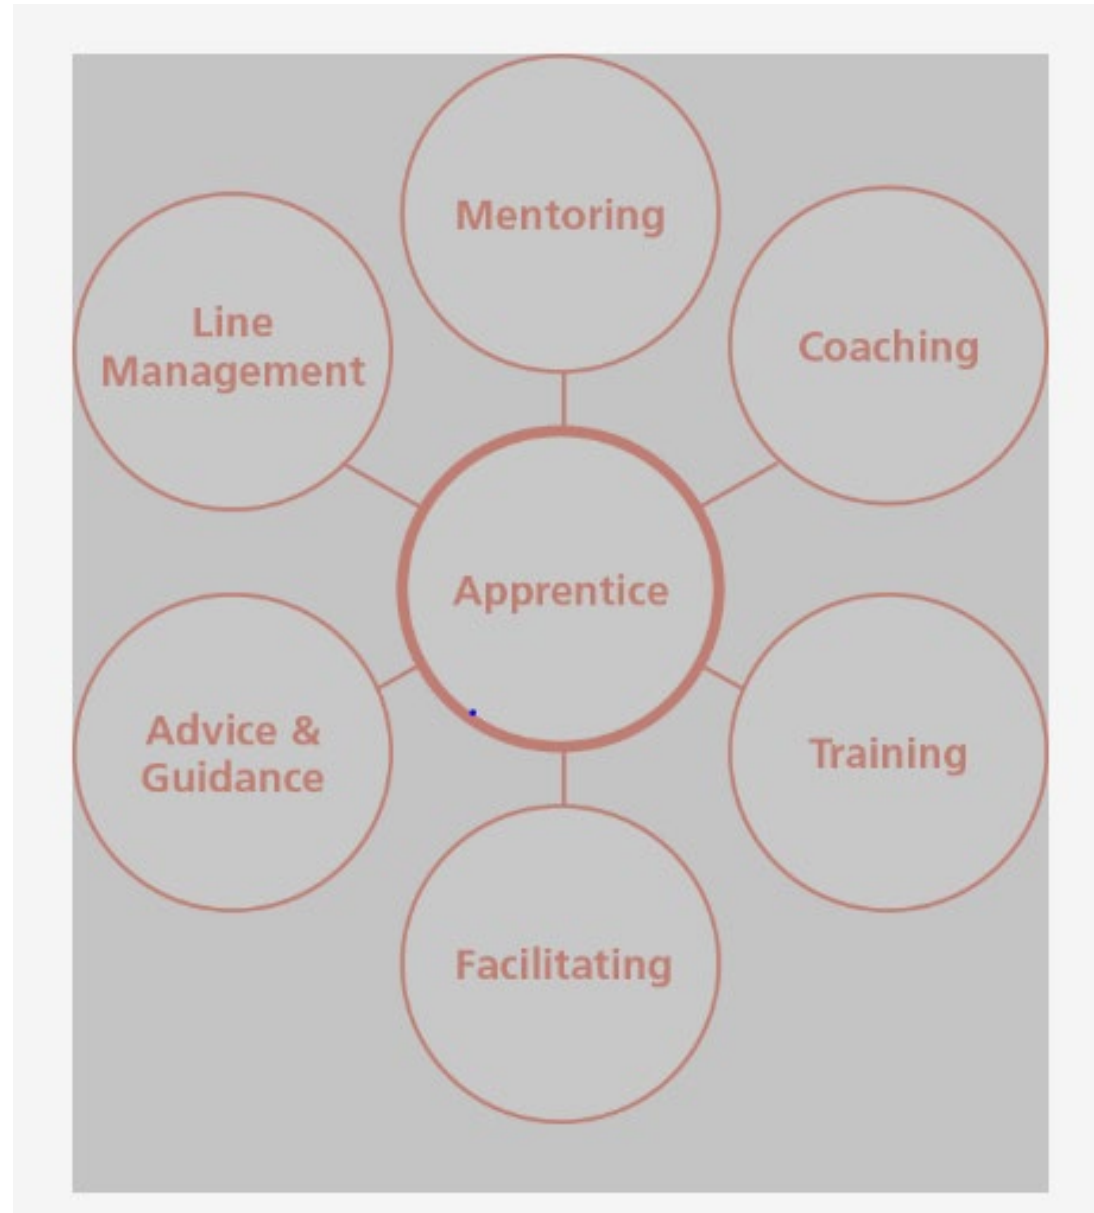 Mentoring
Line
Management
Coaching
Apprentice
Advice &
Guidance
Training
Facilitating